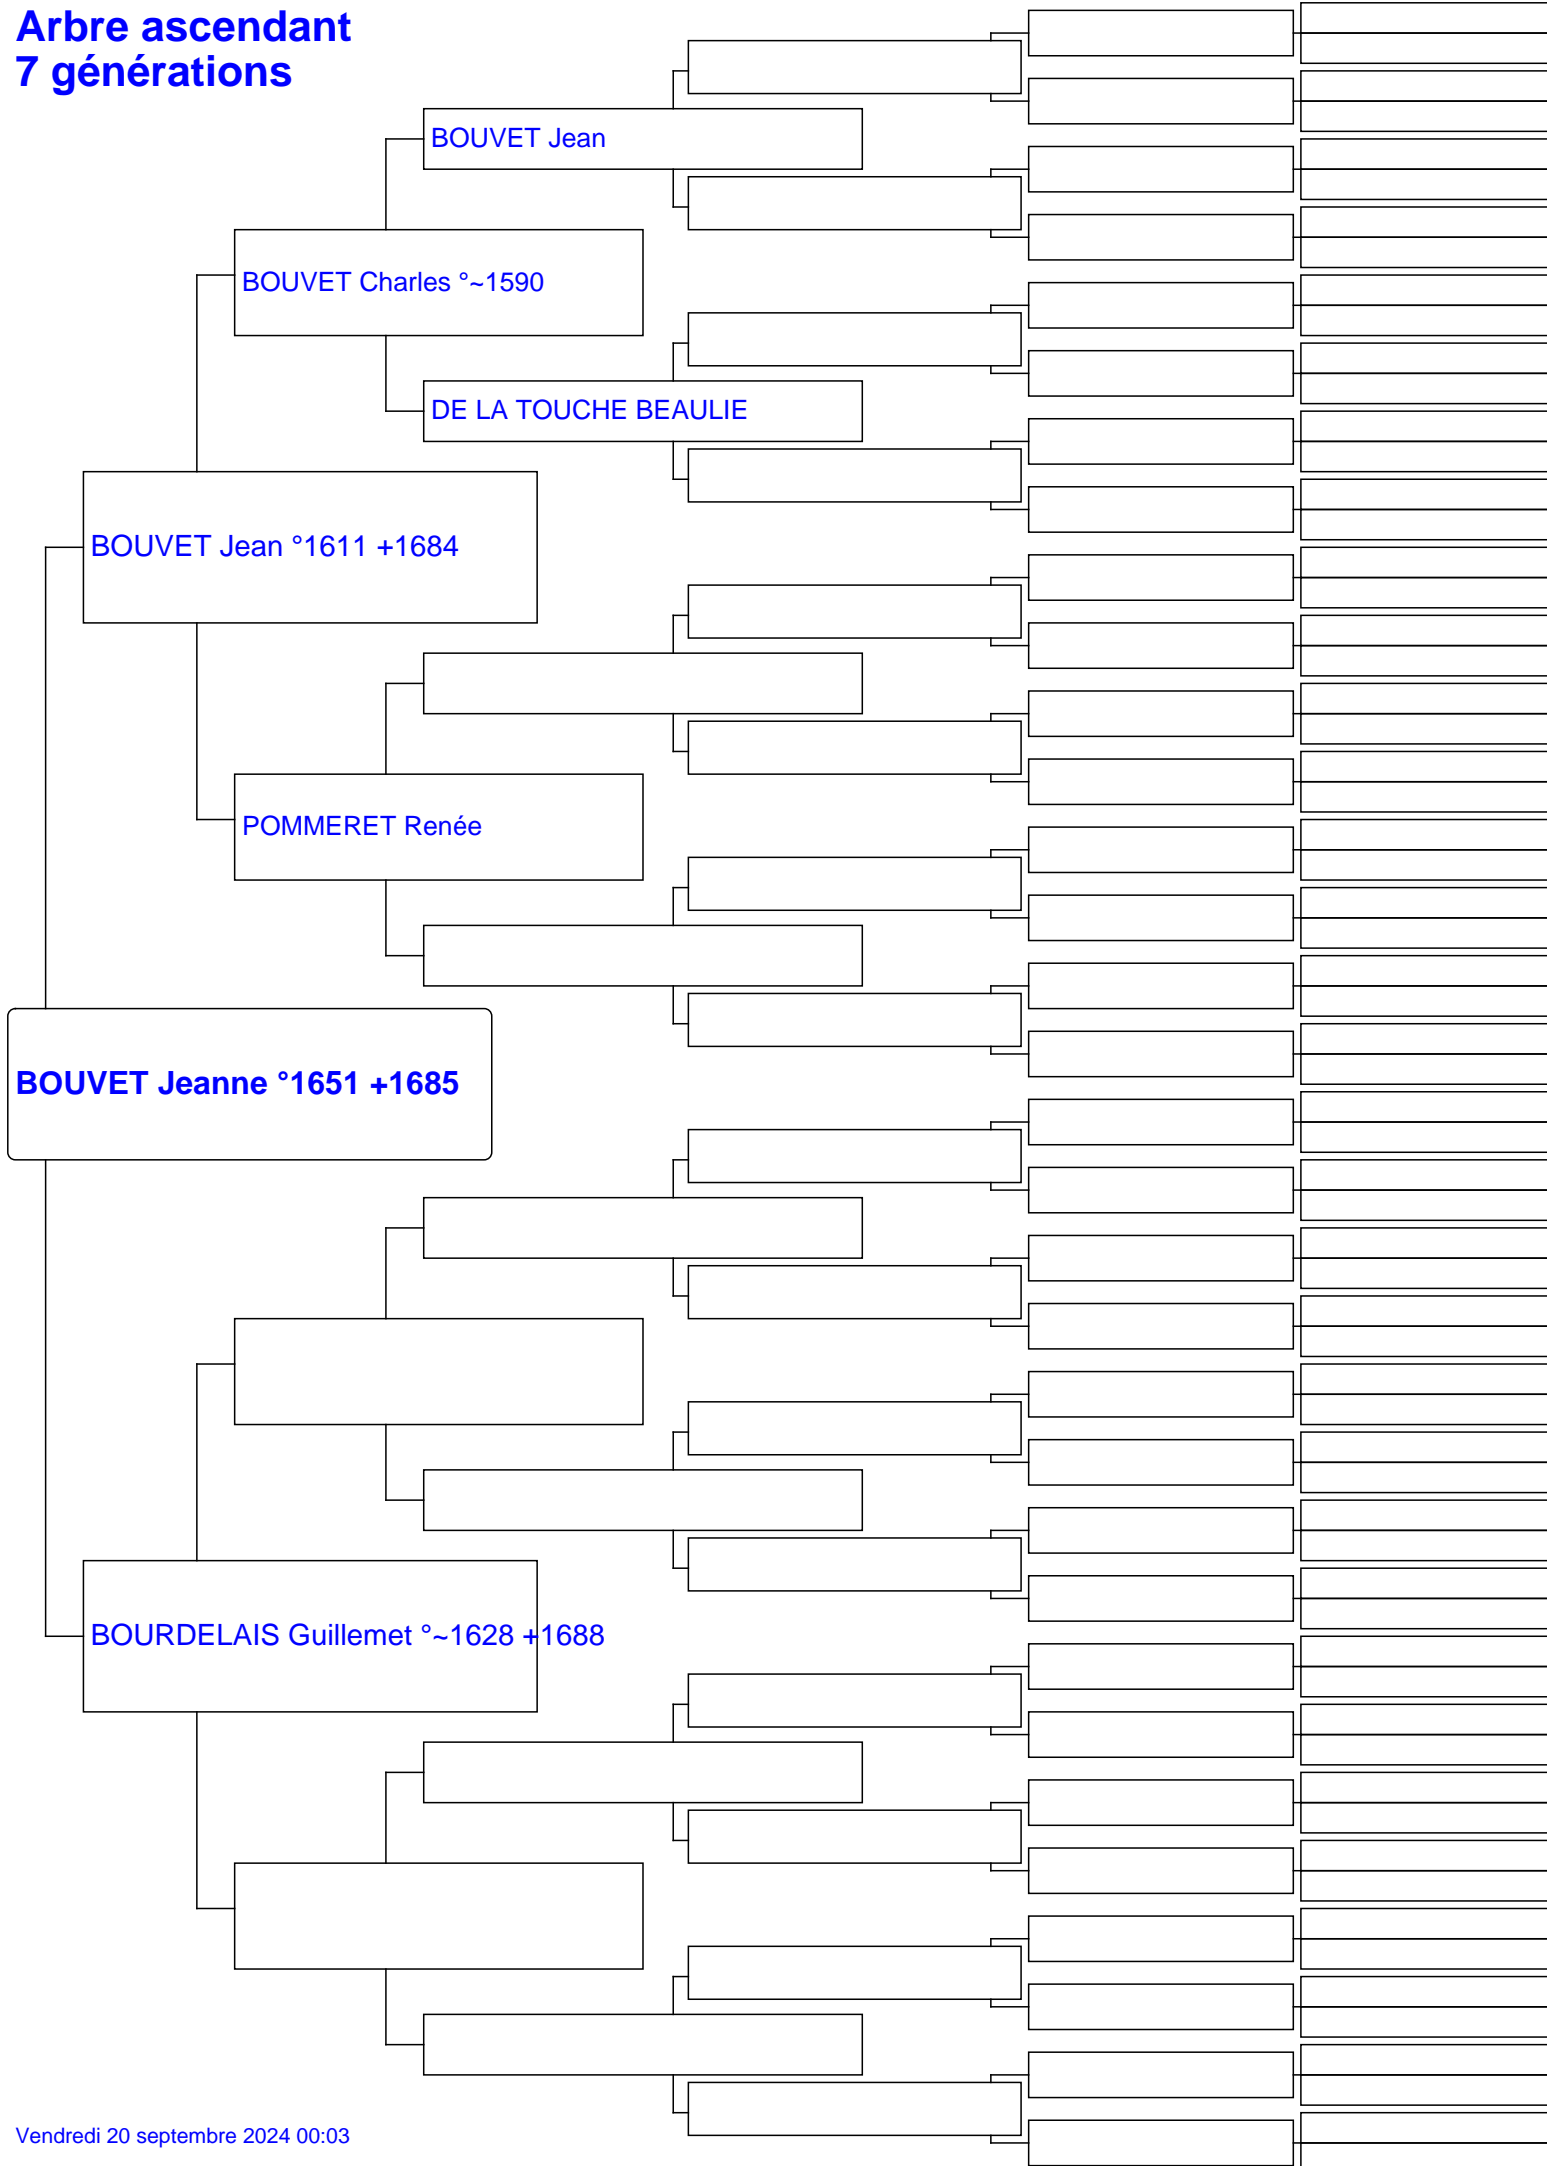 Arbre ascendant
7 générations
BOUVET Jean
BOUVET Charles °~1590
DE LA TOUCHE BEAULIE
BOUVET Jean °1611 +1684
POMMERET Renée
BOUVET Jeanne °1651 +1685
BOURDELAIS Guillemet °~1628 +1688
Vendredi 20 septembre 2024 00:03